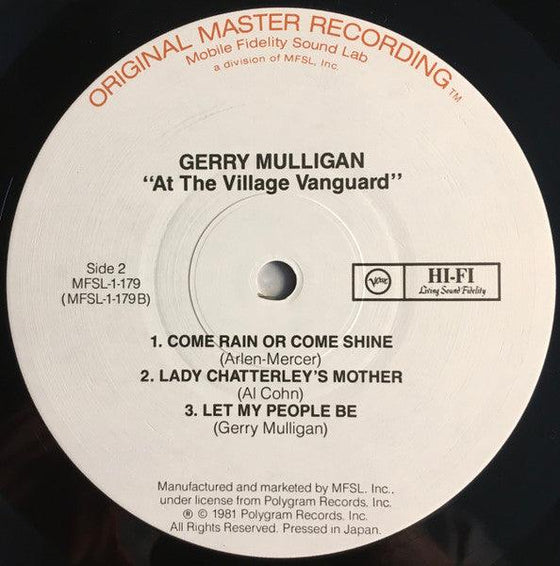 ORIGINAL MASTER RECORDING™
Mobile Fidelity Sound Lab
a division of MFSL, Inc.
GERRY MULLIGAN
"At The Village Vanguard"
Side 2
MFSL-1-179
(MFSL-1-179B)
Verve
HI-FI
Living Sound Fidelity
1. COME RAIN OR COME SHINE
(Arlen-Mercer)
2. LADY CHATTERLEY'S MOTHER
(Al Cohn)
3. LET MY PEOPLE BE
(Gerry Mulligan)
Manufactured and marketed by MFSL, Inc.,
under license from Polygram Records, Inc.
℗ © 1981 Polygram Records, Inc.
All Rights Reserved. Pressed in Japan.